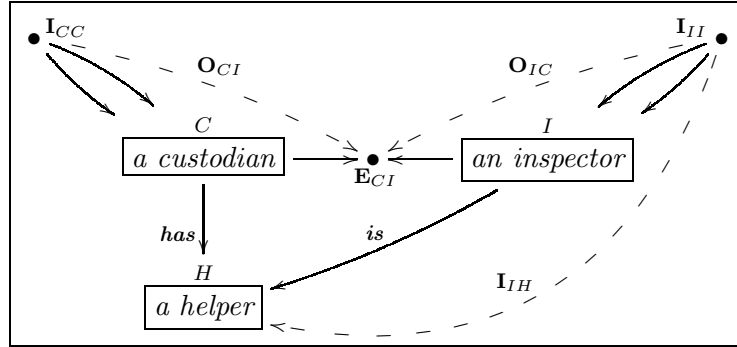 I_CC I_II
O_CI O_IC
C I
a custodian an inspector
E_CI
has is
H
I_IH
a helper